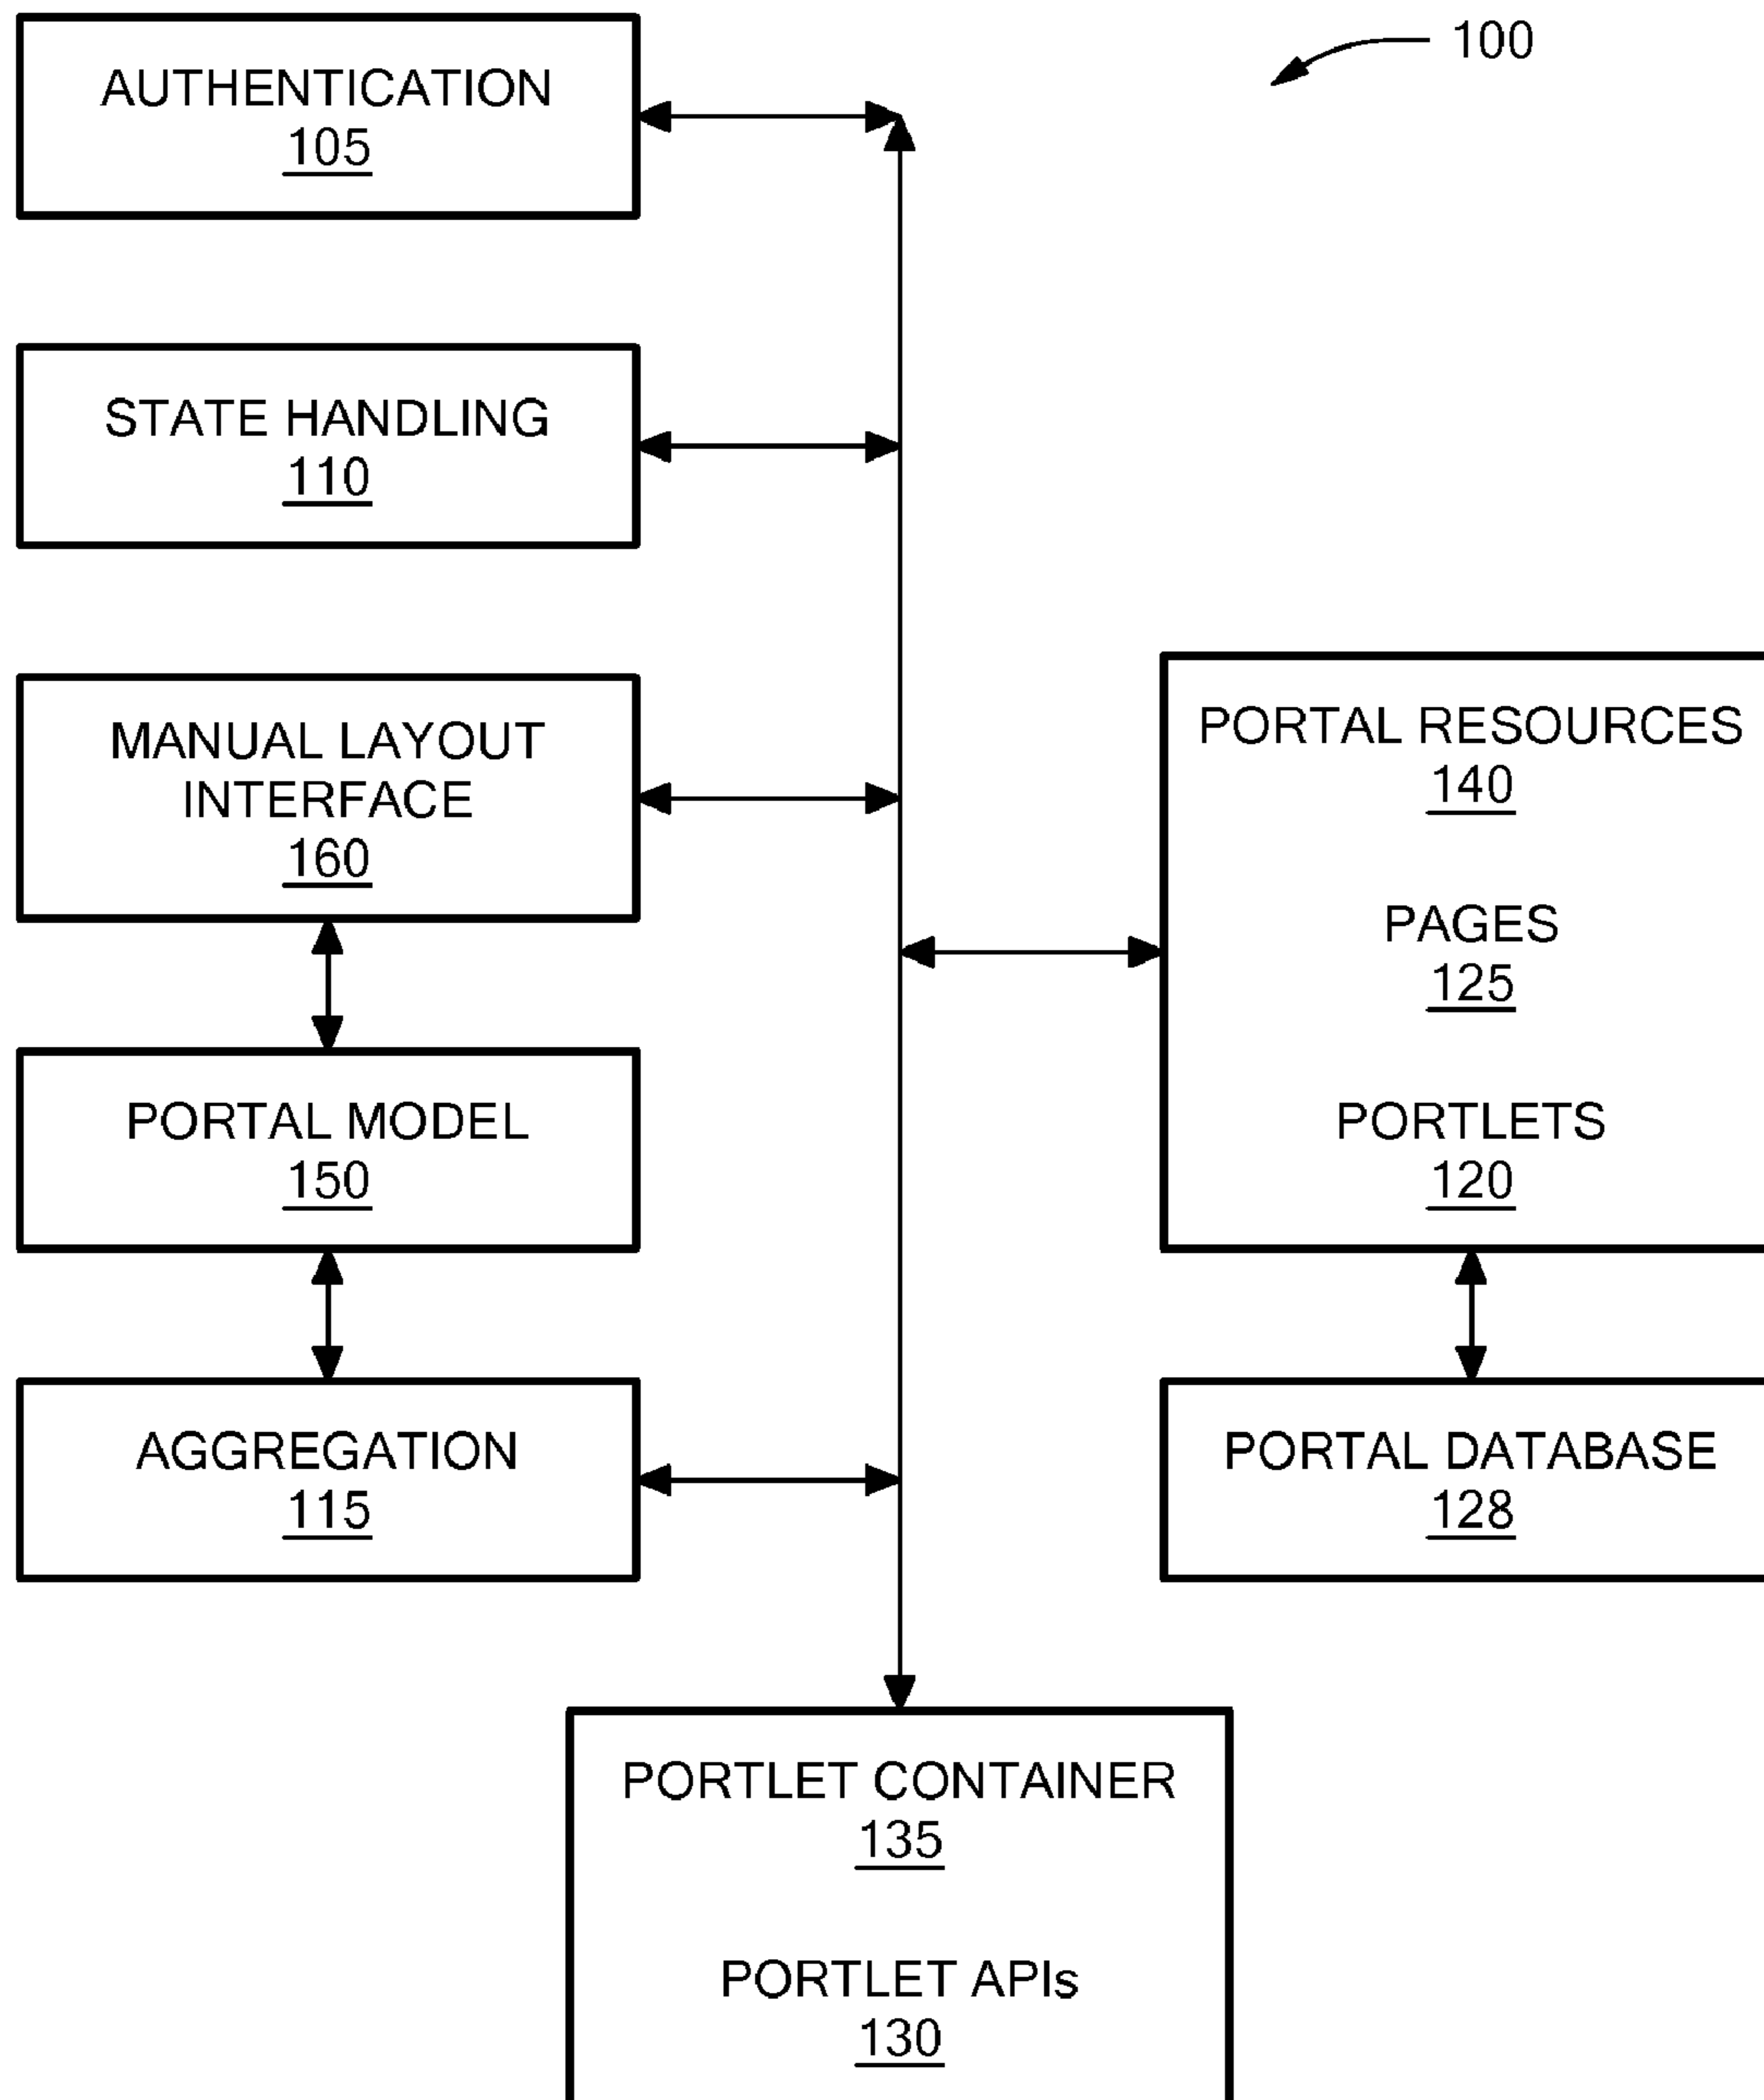 100
AUTHENTICATION
105
STATE HANDLING
110
MANUAL LAYOUT
INTERFACE
160
PORTAL MODEL
150
AGGREGATION
115
PORTAL RESOURCES
140
PAGES
125
PORTLETS
120
PORTAL DATABASE
128
PORTLET CONTAINER
135
PORTLET APIs
130